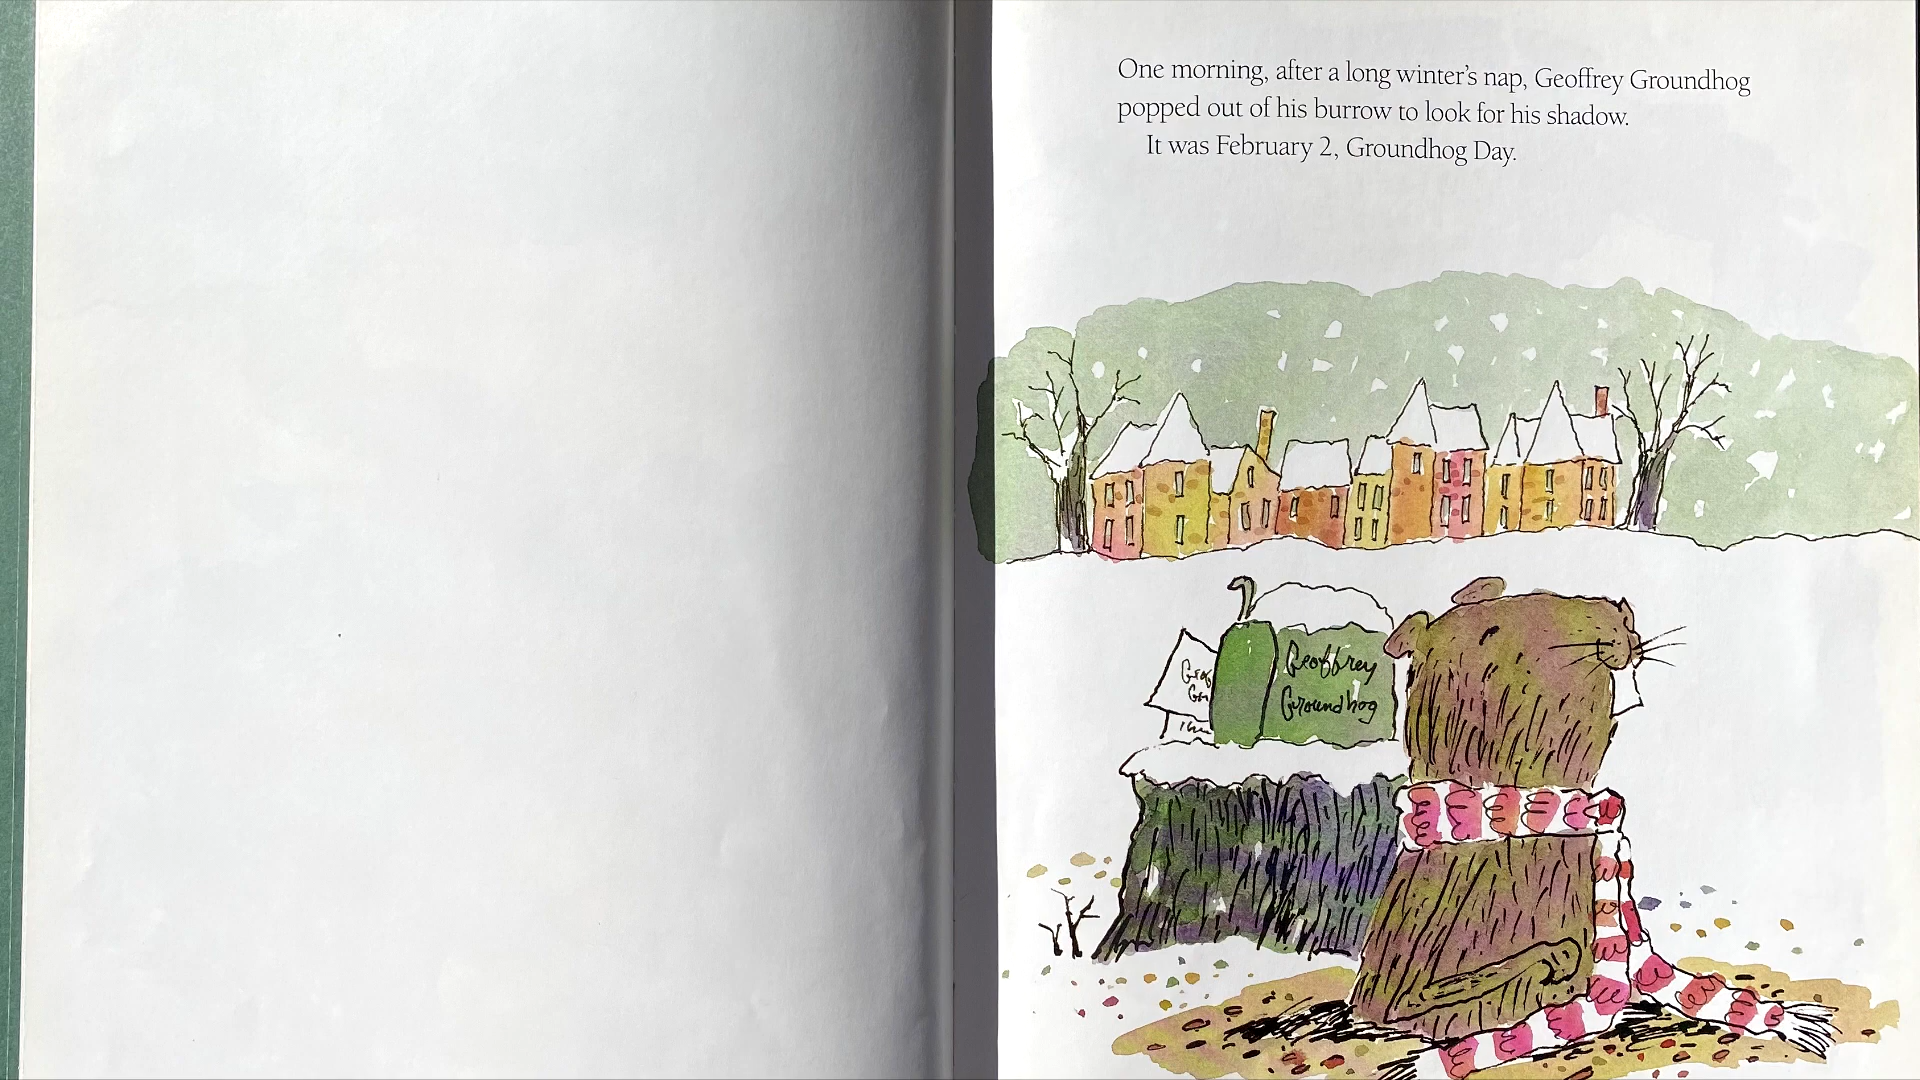 One morning, after a long winter's nap, Geoffrey Groundhog
popped out of his burrow to look for his shadow.
It was February 2, Groundhog Day.
Geoffrey
Groundhog